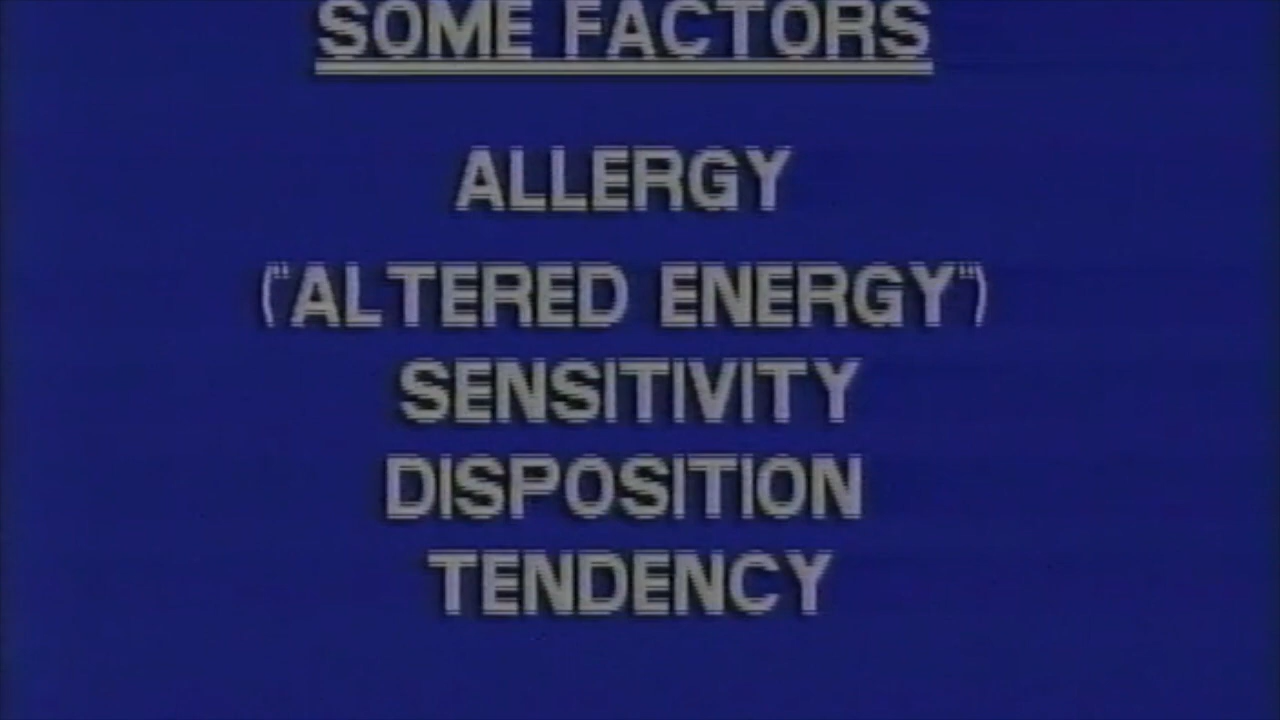 SOME FACTORS
ALLERGY
("ALTERED ENERGY")
SENSITIVITY
DISPOSITION
TENDENCY